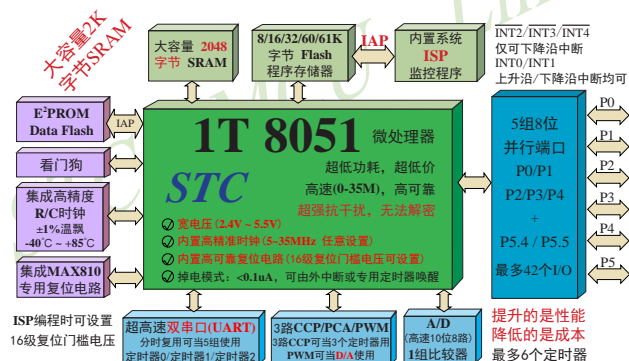 大容量2K
字节SRAM
大容量 2048
字节 SRAM
8/16/32/60/61K
字节 Flash
程序存储器
IAP
内置系统
ISP
监控程序
INT2/INT3/INT4
仅可下降沿中断
INT0/INT1
上升沿/下降沿中断均可
E²PROM
Data Flash
IAP
看门狗
集成高精度
R/C时钟
±1%温飘
-40℃ ~ +85℃
集成MAX810
专用复位电路
ISP编程时可设置
16级复位门槛电压
1T 8051 微处理器
STC
超低功耗，超低价
高速(0-35M)，高可靠
超强抗干扰，无法解密
宽电压(2.4V ~ 5.5V)
内置高精准时钟(5~35MHz 任意设置)
内置高可靠复位电路(16级复位门槛电压可设置)
掉电模式：<0.1uA，可由外中断或专用定时器唤醒
5组8位
并行端口
P0/P1
P2/P3/P4
+
P5.4 / P5.5
最多42个I/O
P0
P1
P2
P3
P4
P5
超高速双串口(UART)
分时复用可当5组使用
定时器0/定时器1/定时器2
3路CCP/PCA/PWM
3路CCP可当3个定时器用
PWM可当D/A使用
A/D
(高速10位8路)
1组比较器
提升的是性能
降低的是成本
最多6个定时器